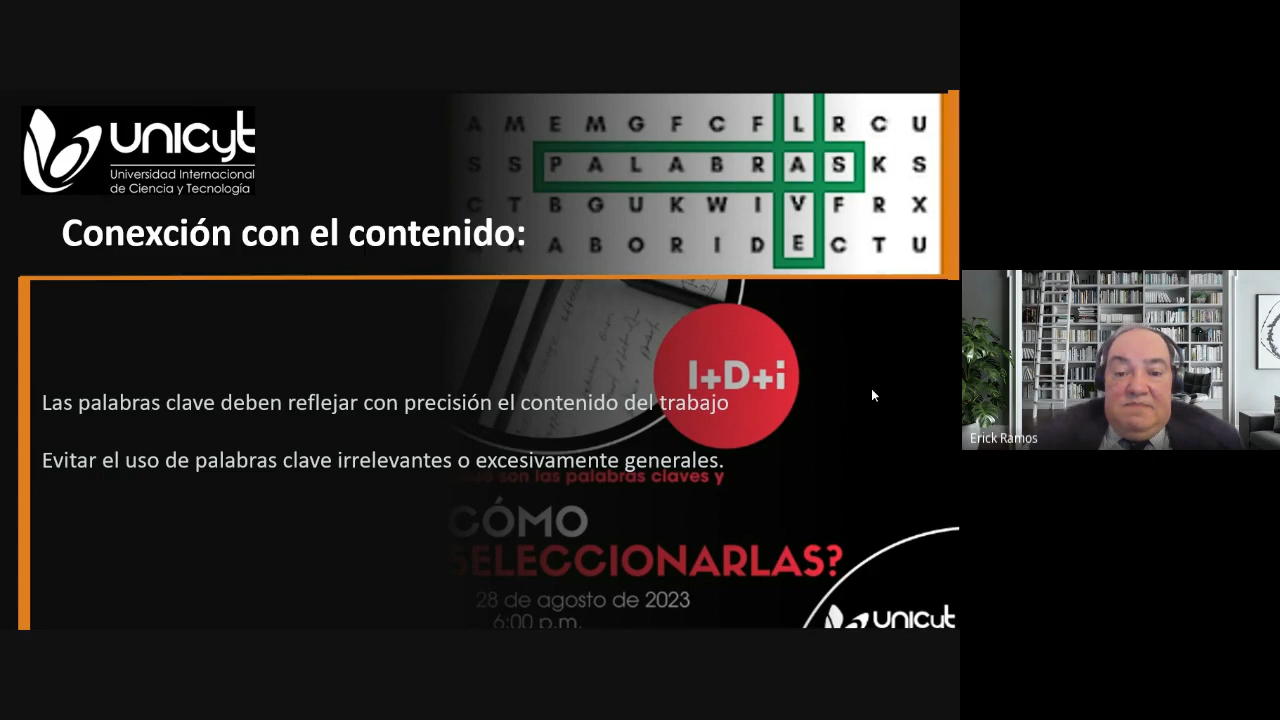 unicyt
Universidad Internacional
de Ciencia y Tecnología
A M E M G F C F L R C U
S S P A L A B R A S K S
C T B G U K W I V F R X
A B O R I D E C T U
Conexción con el contenido:
I+D+i
Las palabras clave deben reflejar con precisión el contenido del trabajo
Evitar el uso de palabras clave irrelevantes o excesivamente generales.
son las palabras claves y
CÓMO
SELECCIONARLAS?
28 de agosto de 2023
6:00 p.m.
unicyt
Erick Ramos